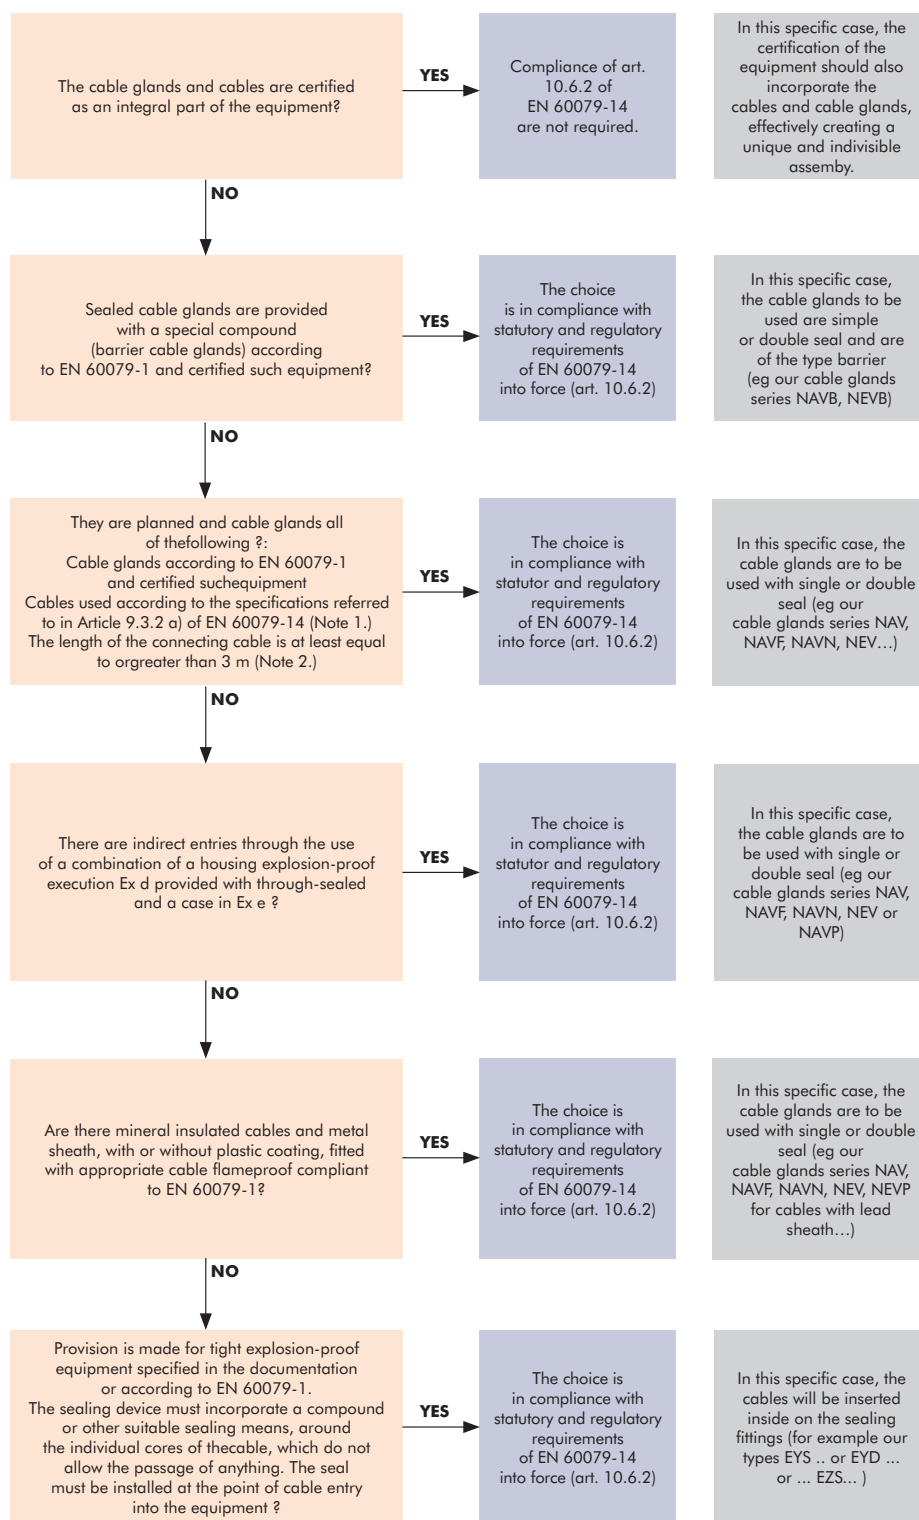 The cable glands and cables are certified
as an integral part of the equipment?
YES
Compliance of art.
10.6.2 of
EN 60079-14
are not required.
In this specific case, the
certification of the
equipment should also
incorporate the
cables and cable glands,
effectively creating a
unique and indivisible
assemby.
NO
Sealed cable glands are provided
with a special compound
(barrier cable glands) according
to EN 60079-1 and certified such equipment?
YES
The choice
is in compliance with
statutory and regulatory
requirements
of EN 60079-14
into force (art. 10.6.2)
In this specific case,
the cable glands to be
used are simple
or double seal and are
of the type barrier
(eg our cable glands
series NAVB, NEVB)
NO
They are planned and cable glands all
of thefollowing ?:
Cable glands according to EN 60079-1
and certified suchequipment
Cables used according to the specifications referred
to in Article 9.3.2 a) of EN 60079-14 (Note 1.)
The length of the connecting cable is at least equal
to orgreater than 3 m (Note 2.)
YES
The choice is
in compliance with
statutor and regulatory
requirements
of EN 60079-14
into force (art. 10.6.2)
In this specific case, the
cable glands are to be
used with single or double
seal (eg our
cable glands series NAV,
NAVF, NAVN, NEV...)
NO
There are indirect entries through the use
of a combination of a housing explosion-proof
execution Ex d provided with through-sealed
and a case in Ex e ?
YES
The choice is
in compliance with
statutor and regulatory
requirements
of EN 60079-14
into force (art. 10.6.2)
In this specific case,
the cable glands are to
be used with single or
double seal (eg our
cable glands series NAV,
NAVF, NAVN, NEV or
NAVP)
NO
Are there mineral insulated cables and metal
sheath, with or without plastic coating, fitted
with appropriate cable flameproof compliant
to EN 60079-1?
YES
The choice is
in compliance with
statutory and regulatory
requirements
of EN 60079-14
into force (art. 10.6.2)
In this specific case, the
cable glands are to be
used with single or double
seal (eg our
cable glands series NAV,
NAVF, NAVN, NEV, NEVP
for cables with lead
sheath...)
NO
Provision is made for tight explosion-proof
equipment specified in the documentation
or according to EN 60079-1.
The sealing device must incorporate a compound
or other suitable sealing means, around
the individual cores of thecable, which do not
allow the passage of anything. The seal
must be installed at the point of cable entry
into the equipment ?
YES
The choice is
in compliance with
statutory and regulatory
requirements
of EN 60079-14
into force (art. 10.6.2)
In this specific case, the
cables will be inserted
inside on the sealing
fittings (for example our
types EYS .. or EYD ...
or ... EZS... )